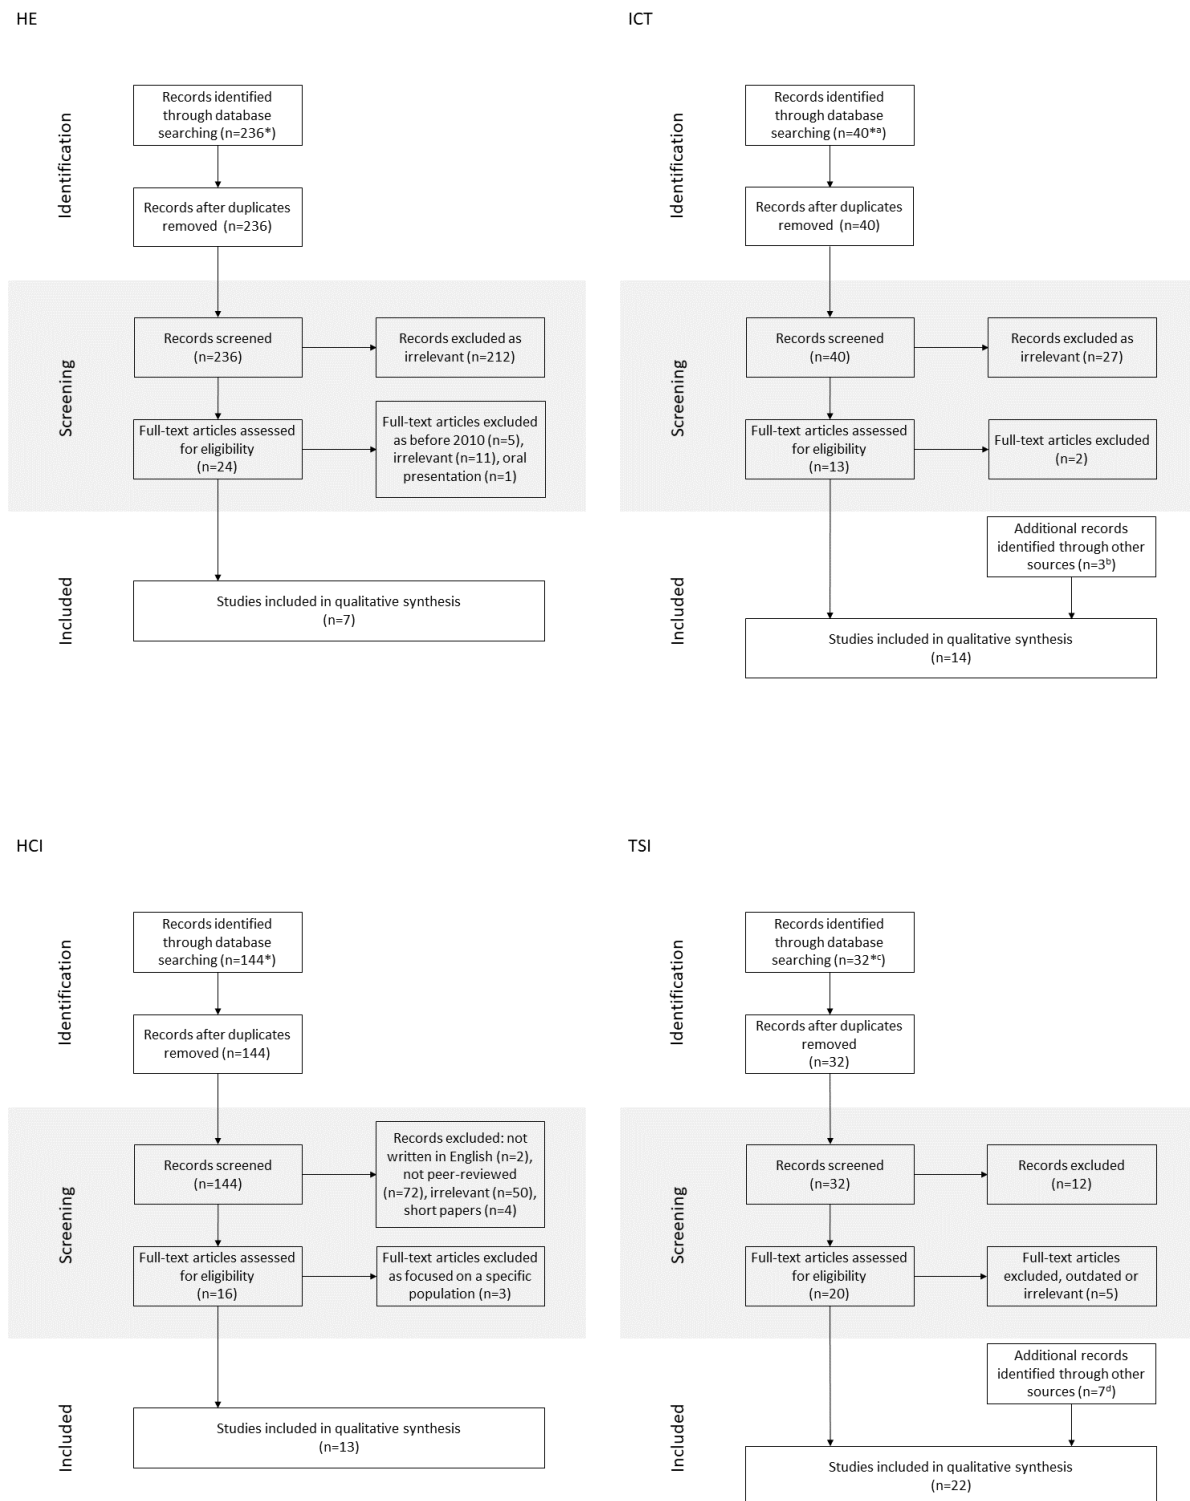 HE
Identification
Records identified
through database
searching (n=236*)
Records after duplicates
removed (n=236)
Screening
Records screened
(n=236)
Records excluded as
irrelevant (n=212)
Full-text articles assessed
for eligibility
(n=24)
Full-text articles excluded
as before 2010 (n=5),
irrelevant (n=11), oral
presentation (n=1)
Included
Studies included in qualitative synthesis
(n=7)
ICT
Identification
Records identified
through database
searching (n=40*ᵃ)
Records after duplicates
removed (n=40)
Screening
Records screened
(n=40)
Records excluded as
irrelevant (n=27)
Full-text articles assessed
for eligibility
(n=13)
Full-text articles excluded
(n=2)
Included
Additional records
identified through other
sources (n=3ᵇ)
Studies included in qualitative synthesis
(n=14)
HCI
Identification
Records identified
through database
searching (n=144*)
Records after duplicates
removed (n=144)
Screening
Records screened
(n=144)
Records excluded: not
written in English (n=2),
not peer-reviewed
(n=72), irrelevant (n=50),
short papers (n=4)
Full-text articles assessed
for eligibility
(n=16)
Full-text articles excluded
as focused on a specific
population (n=3)
Included
Studies included in qualitative synthesis
(n=13)
TSI
Identification
Records identified
through database
searching (n=32*ᶜ)
Records after duplicates
removed
(n=32)
Screening
Records screened
(n=32)
Records excluded
(n=12)
Full-text articles assessed
for eligibility
(n=20)
Full-text articles
excluded, outdated or
irrelevant (n=5)
Included
Additional records
identified through other
sources (n=7ᵈ)
Studies included in qualitative synthesis
(n=22)